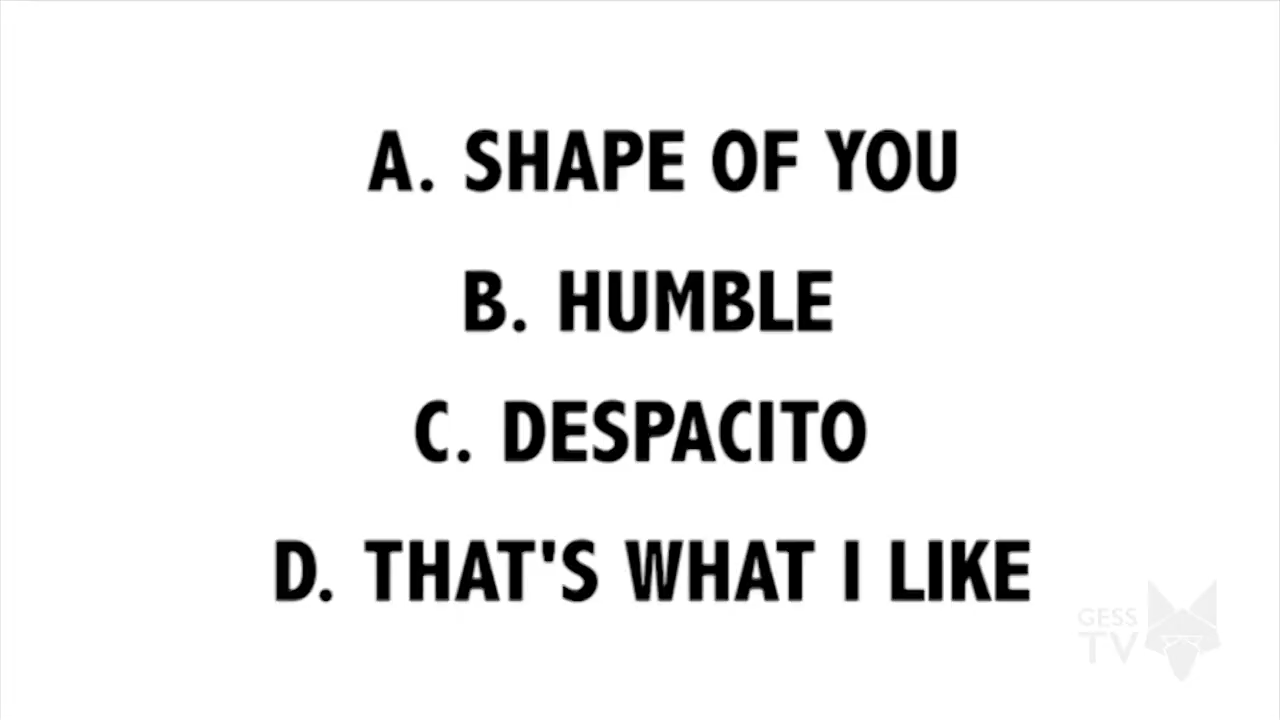 A. SHAPE OF YOU
B. HUMBLE
C. DESPACITO
D. THAT'S WHAT I LIKE
GESS
TV